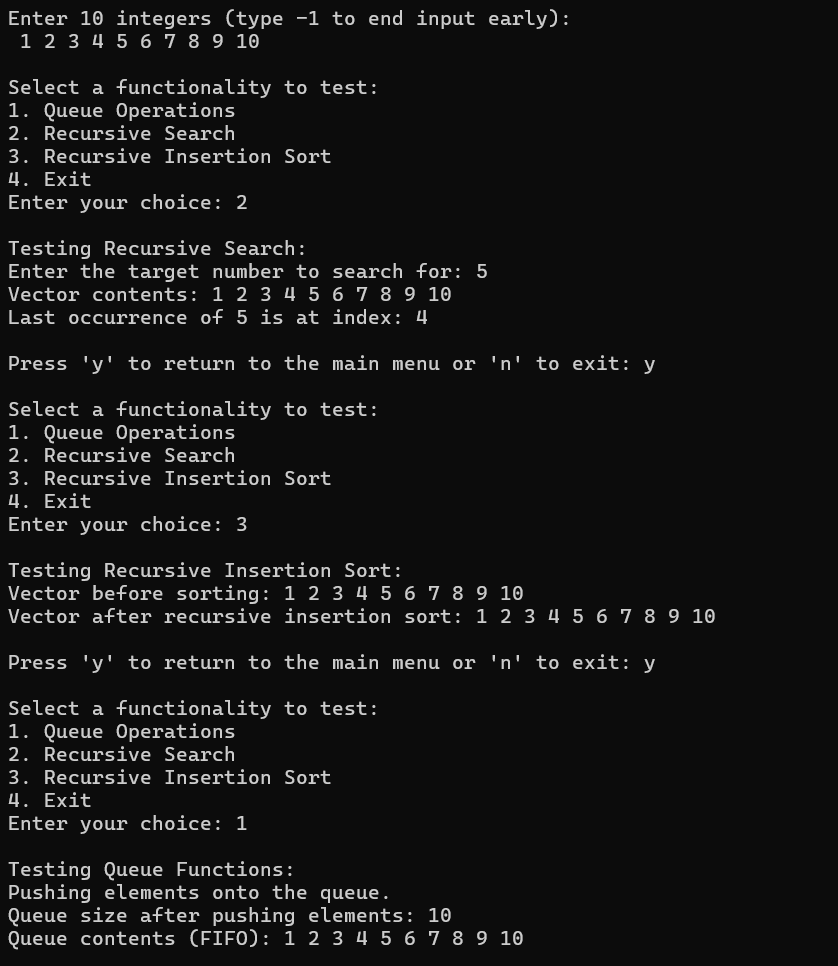 Enter 10 integers (type -1 to end input early):
1 2 3 4 5 6 7 8 9 10
Select a functionality to test:
1. Queue Operations
2. Recursive Search
3. Recursive Insertion Sort
4. Exit
Enter your choice: 2
Testing Recursive Search:
Enter the target number to search for: 5
Vector contents: 1 2 3 4 5 6 7 8 9 10
Last occurrence of 5 is at index: 4
Press 'y' to return to the main menu or 'n' to exit: y
Select a functionality to test:
1. Queue Operations
2. Recursive Search
3. Recursive Insertion Sort
4. Exit
Enter your choice: 3
Testing Recursive Insertion Sort:
Vector before sorting: 1 2 3 4 5 6 7 8 9 10
Vector after recursive insertion sort: 1 2 3 4 5 6 7 8 9 10
Press 'y' to return to the main menu or 'n' to exit: y
Select a functionality to test:
1. Queue Operations
2. Recursive Search
3. Recursive Insertion Sort
4. Exit
Enter your choice: 1
Testing Queue Functions:
Pushing elements onto the queue.
Queue size after pushing elements: 10
Queue contents (FIFO): 1 2 3 4 5 6 7 8 9 10